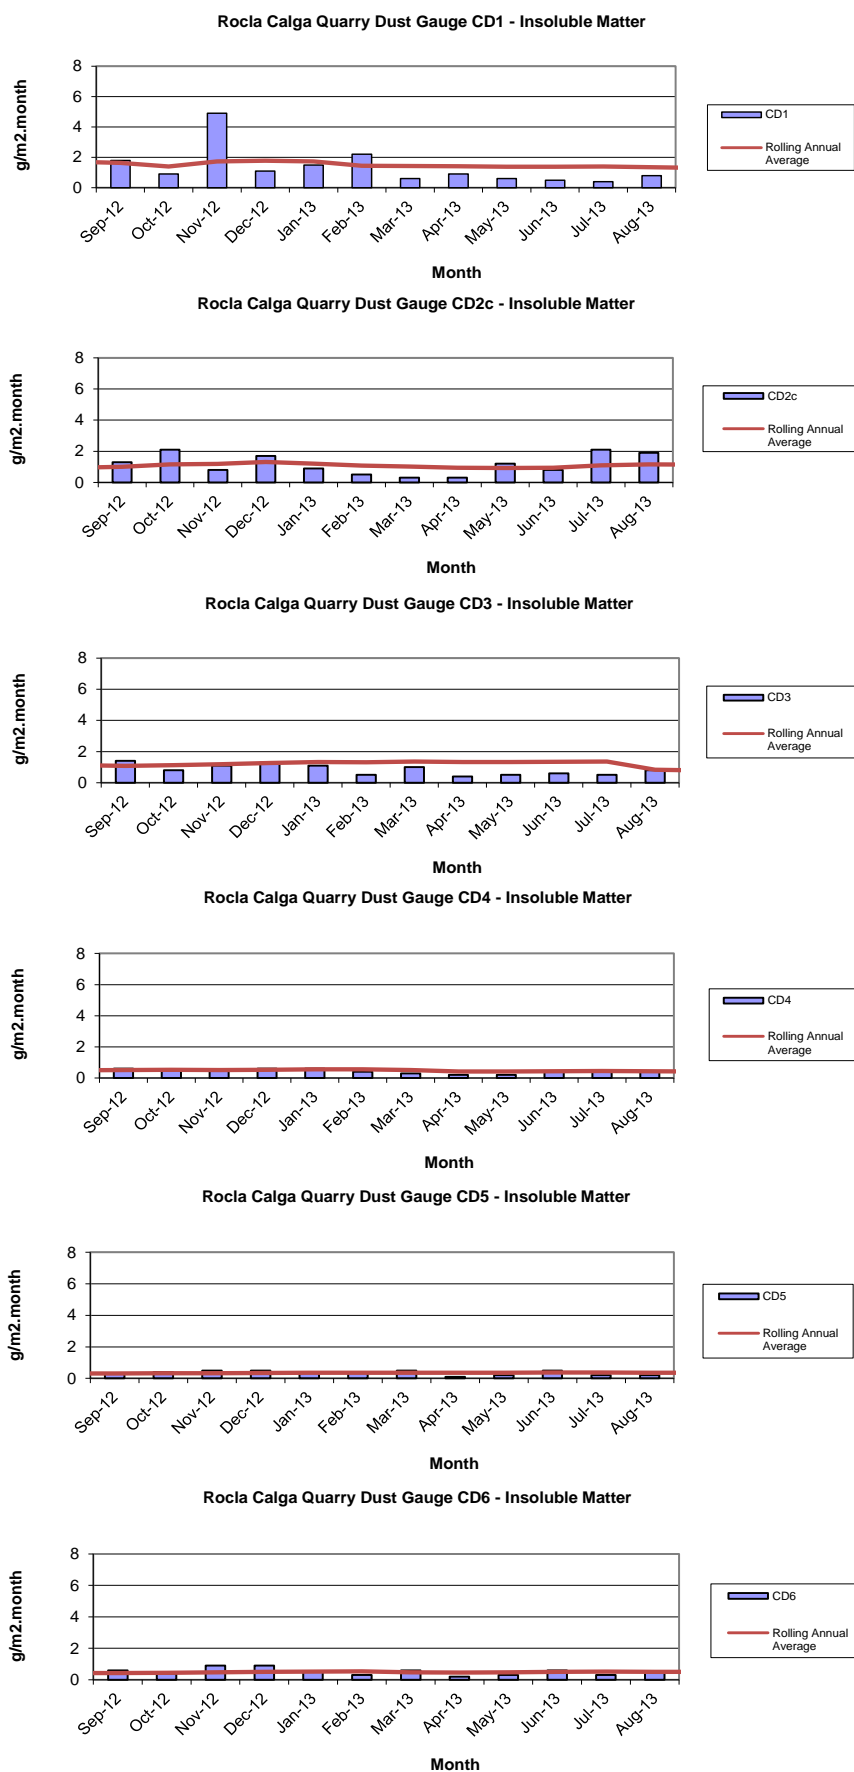 Rocla Calga Quarry Dust Gauge CD1 - Insoluble Matter
8
6
4
2
0
g/m2.month
Sep-12
Oct-12
Nov-12
Dec-12
Jan-13
Feb-13
Mar-13
Apr-13
May-13
Jun-13
Jul-13
Aug-13
Month
CD1
Rolling Annual
Average
Rocla Calga Quarry Dust Gauge CD2c - Insoluble Matter
8
6
4
2
0
g/m2.month
Sep-12
Oct-12
Nov-12
Dec-12
Jan-13
Feb-13
Mar-13
Apr-13
May-13
Jun-13
Jul-13
Aug-13
Month
CD2c
Rolling Annual
Average
Rocla Calga Quarry Dust Gauge CD3 - Insoluble Matter
8
6
4
2
0
g/m2.month
Sep-12
Oct-12
Nov-12
Dec-12
Jan-13
Feb-13
Mar-13
Apr-13
May-13
Jun-13
Jul-13
Aug-13
Month
CD3
Rolling Annual
Average
Rocla Calga Quarry Dust Gauge CD4 - Insoluble Matter
8
6
4
2
0
g/m2.month
Sep-12
Oct-12
Nov-12
Dec-12
Jan-13
Feb-13
Mar-13
Apr-13
May-13
Jun-13
Jul-13
Aug-13
Month
CD4
Rolling Annual
Average
Rocla Calga Quarry Dust Gauge CD5 - Insoluble Matter
8
6
4
2
0
g/m2.month
Sep-12
Oct-12
Nov-12
Dec-12
Jan-13
Feb-13
Mar-13
Apr-13
May-13
Jun-13
Jul-13
Aug-13
Month
CD5
Rolling Annual
Average
Rocla Calga Quarry Dust Gauge CD6 - Insoluble Matter
8
6
4
2
0
g/m2.month
Sep-12
Oct-12
Nov-12
Dec-12
Jan-13
Feb-13
Mar-13
Apr-13
May-13
Jun-13
Jul-13
Aug-13
Month
CD6
Rolling Annual
Average